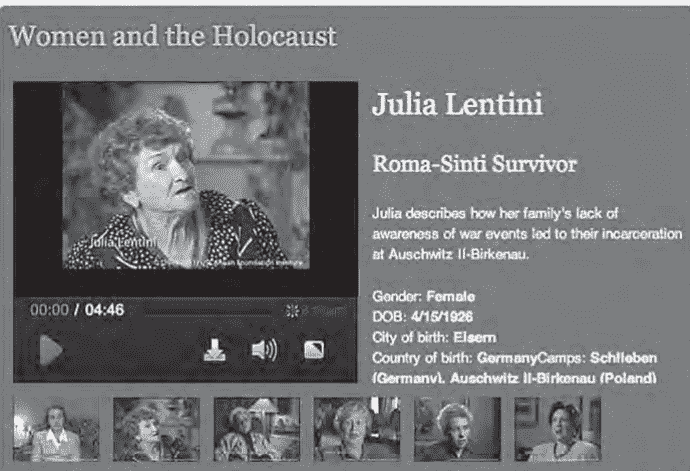 Women and the Holocaust
Julia Lentini
Roma-Sinti Survivor
Julia describes how her family's lack of
awareness of war events led to their incarceration
at Auschwitz II-Birkenau.
Gender: Female
DOB: 4/15/1926
City of birth: Elsern
Country of birth: GermanyCamps: Schlieben
(Germany), Auschwitz II-Birkenau (Poland)
Julia Lentini
Foundation Institute
00:00 / 04:46